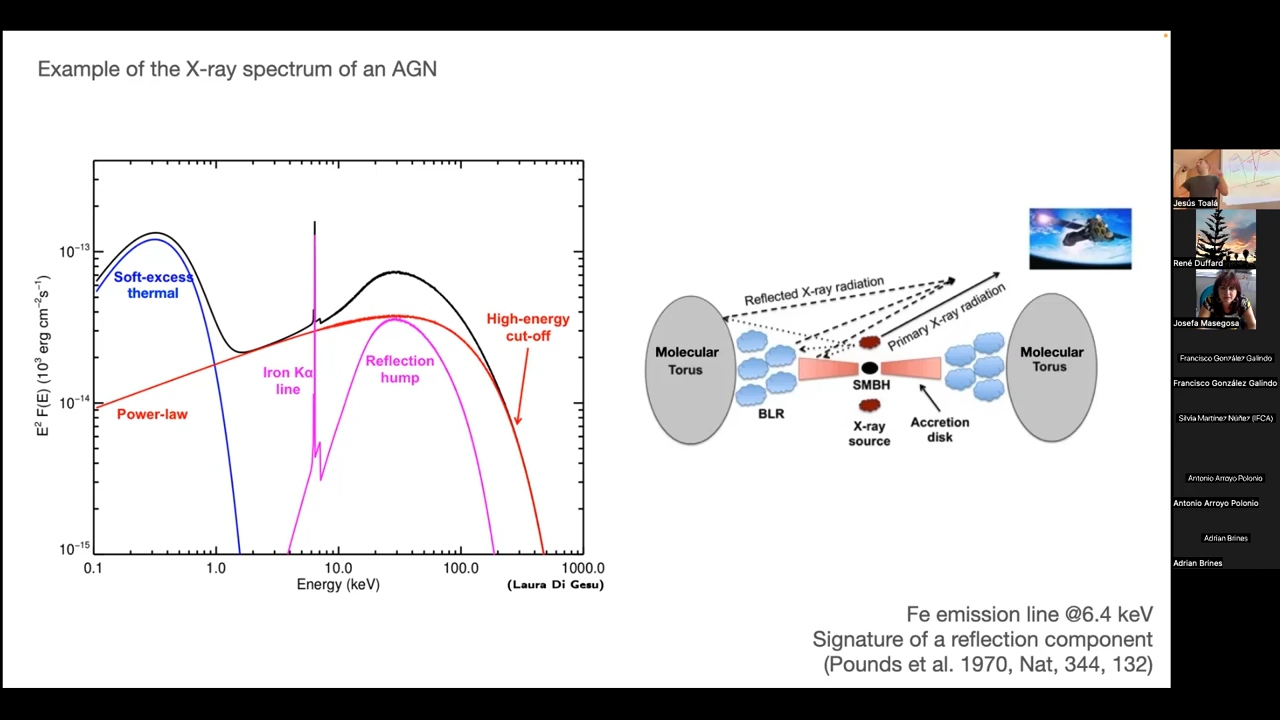 Example of the X-ray spectrum of an AGN
10⁻¹³
10⁻¹⁴
10⁻¹⁵
E² F(E) (10³ erg cm⁻²s⁻¹)
Soft-excess
thermal
Power-law
Iron Kα
line
Reflection
hump
High-energy
cut-off
0.1
1.0
10.0
100.0
1000.0
Energy (keV)
(Laura Di Gesu)
Reflected X-ray radiation
Primary X-ray radiation
Molecular
Torus
BLR
SMBH
X-ray
source
Accretion
disk
Molecular
Torus
Fe emission line @6.4 keV
Signature of a reflection component
(Pounds et al. 1970, Nat, 344, 132)
Jesús Toalá
René Duffard
Josefa Masegosa
Francisco González Galindo
Francisco González Galindo
Silvia Martínez Núñez (IFCA)
Antonio Arroyo Polonio
Antonio Arroyo Polonio
Adrian Brines
Adrian Brines